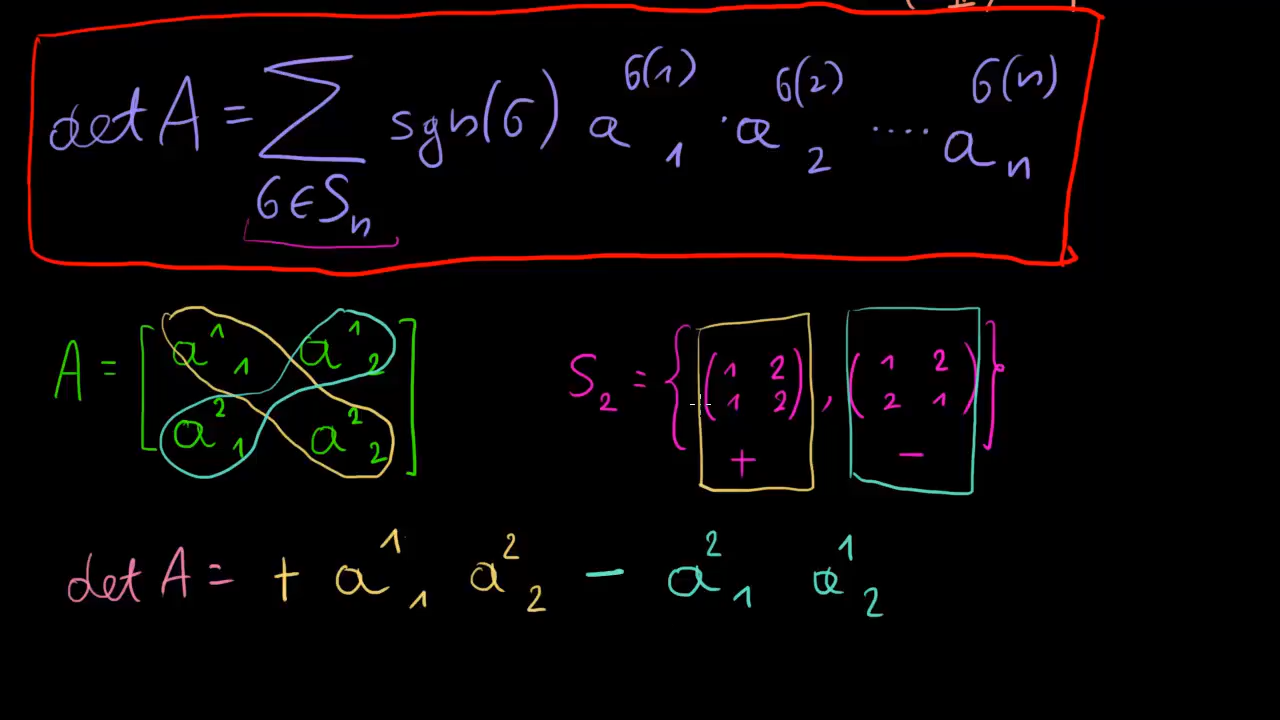 det A = ∑ sgn(σ) a^{σ(1)}_1 · a^{σ(2)}_2 ···· a^{σ(n)}_n
σ∈S_n
A = [ a^1_1 a^1_2
a^2_1 a^2_2 ]
S_2 = { ( 1 2
1 2 ) , ( 1 2
2 1 ) }
+ −
det A = + a^1_1 a^2_2 − a^2_1 a^1_2